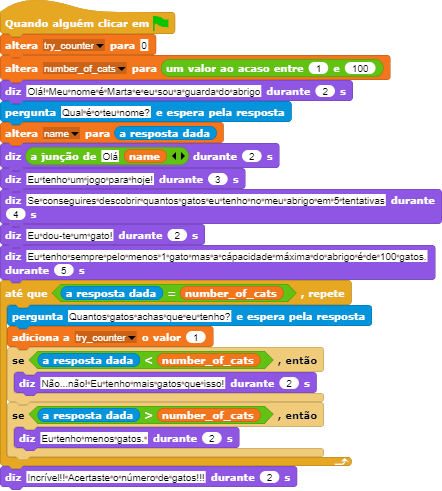 Quando alguém clicar em
altera try_counter para 0
altera number_of_cats para um valor ao acaso entre 1 e 100
diz Olá! Meu nome é Marta e eu sou a guarda do abrigo durante 2 s
pergunta Qual é o teu nome? e espera pela resposta
altera name para a resposta dada
diz a junção de Olá name durante 2 s
diz Eu tenho um jogo para hoje! durante 3 s
diz Se conseguires descobrir quantos gatos eu tenho no meu abrigo em 5 tentativas durante
4 s
diz Eu dou-te um gato! durante 2 s
diz Eu tenho sempre pelo menos 1 gato mas a cápacidade máxima do abrigo é de 100 gatos.
durante 5 s
até que a resposta dada = number_of_cats , repete
pergunta Quantos gatos achas que eu tenho? e espera pela resposta
adiciona a try_counter o valor 1
se a resposta dada < number_of_cats , então
diz Não...não! Eu tenho mais gatos que isso! durante 2 s
se a resposta dada > number_of_cats , então
diz Eu tenho menos gatos. durante 2 s
diz Incrível!!! Acertaste o número de gatos!!! durante 2 s